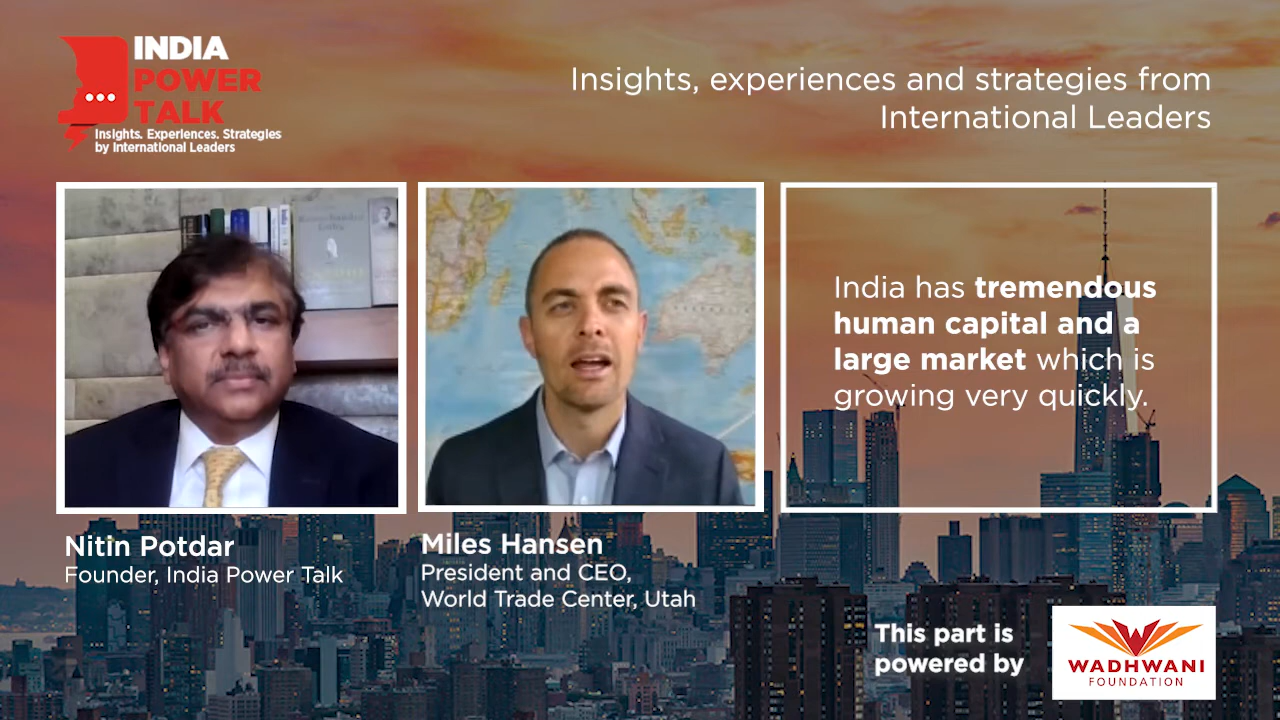 INDIA
POWER
TALK
Insights. Experiences. Strategies
by International Leaders
Insights, experiences and strategies from
International Leaders
India has tremendous
human capital and a
large market which is
growing very quickly.
Nitin Potdar
Founder, India Power Talk
Miles Hansen
President and CEO,
World Trade Center, Utah
This part is
powered by
WADHWANI
FOUNDATION